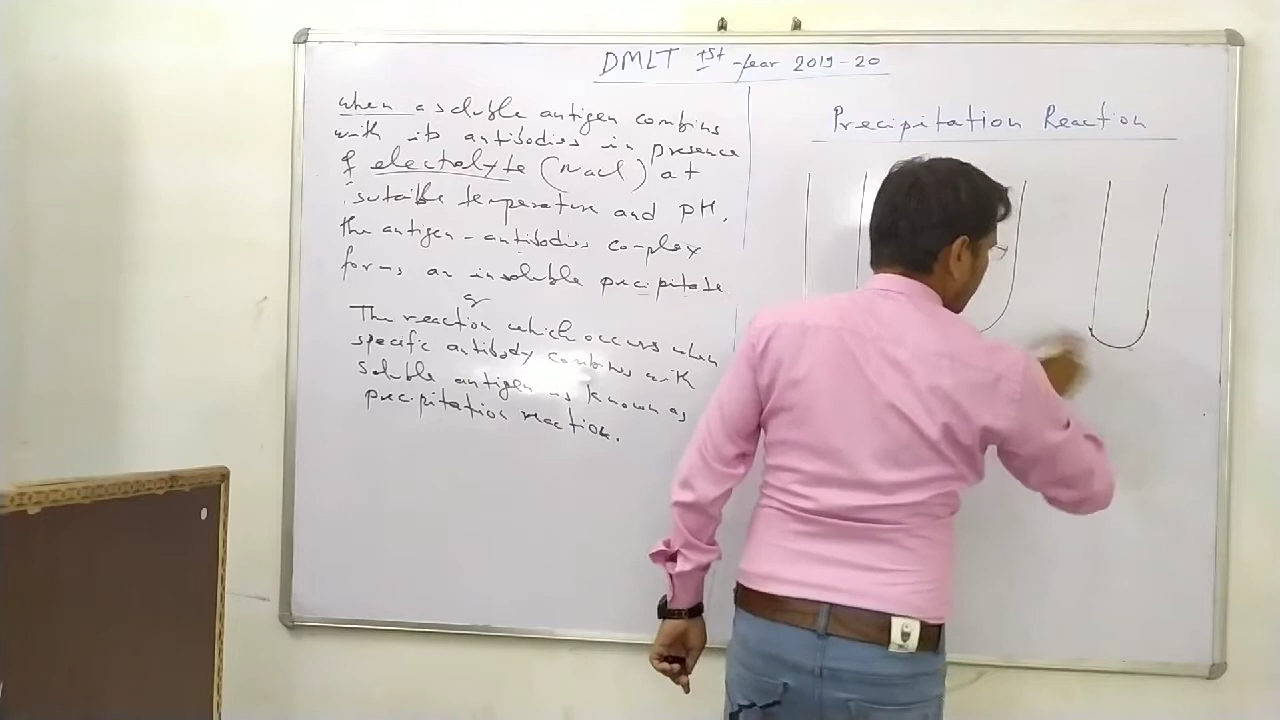 DMLT 1st year 2019-20
when a soluble antigen combins
with its antibodies in presence
of electrolyte (Nacl) at
suitable temperature and PH,
the antigen-antibodies complex
forms an insoluble precipitate
or
The reaction which occurs when
specific antibody combines with
soluble antigen is known as
precipitation reaction.
Precipitation Reaction